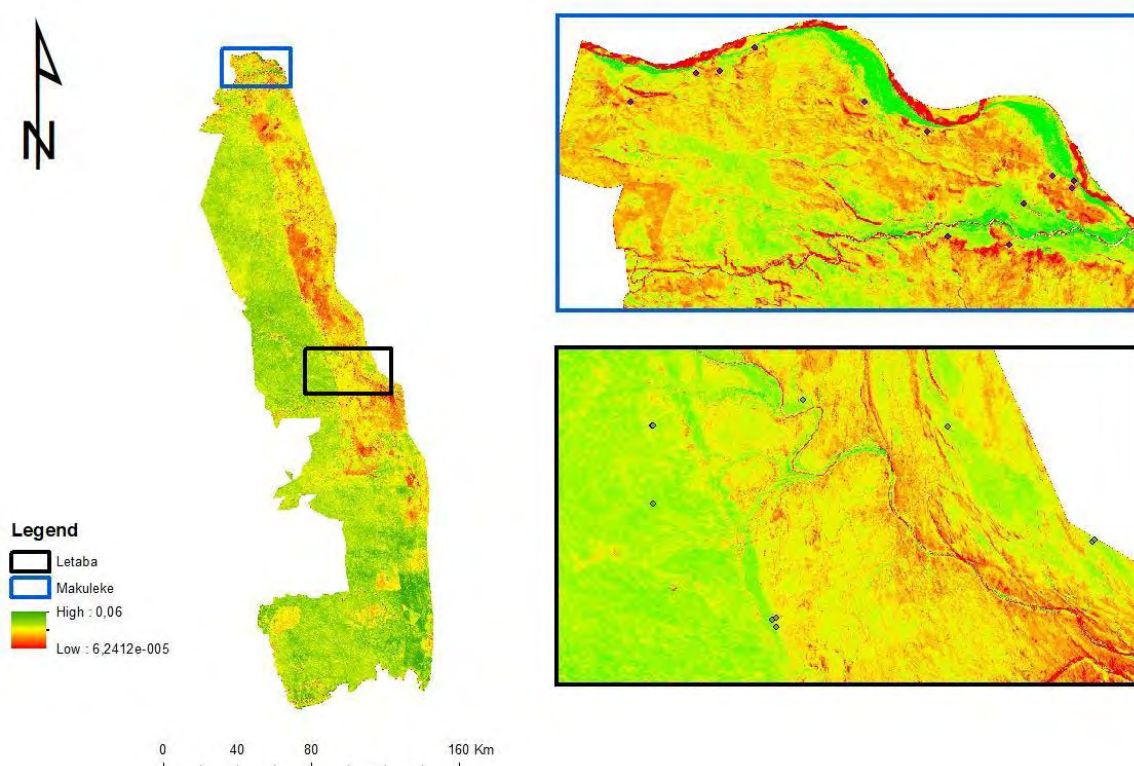 N
Legend
Letaba
Makuleke
High : 0,06
Low : 6,2412e-005
0 40 80 160 Km